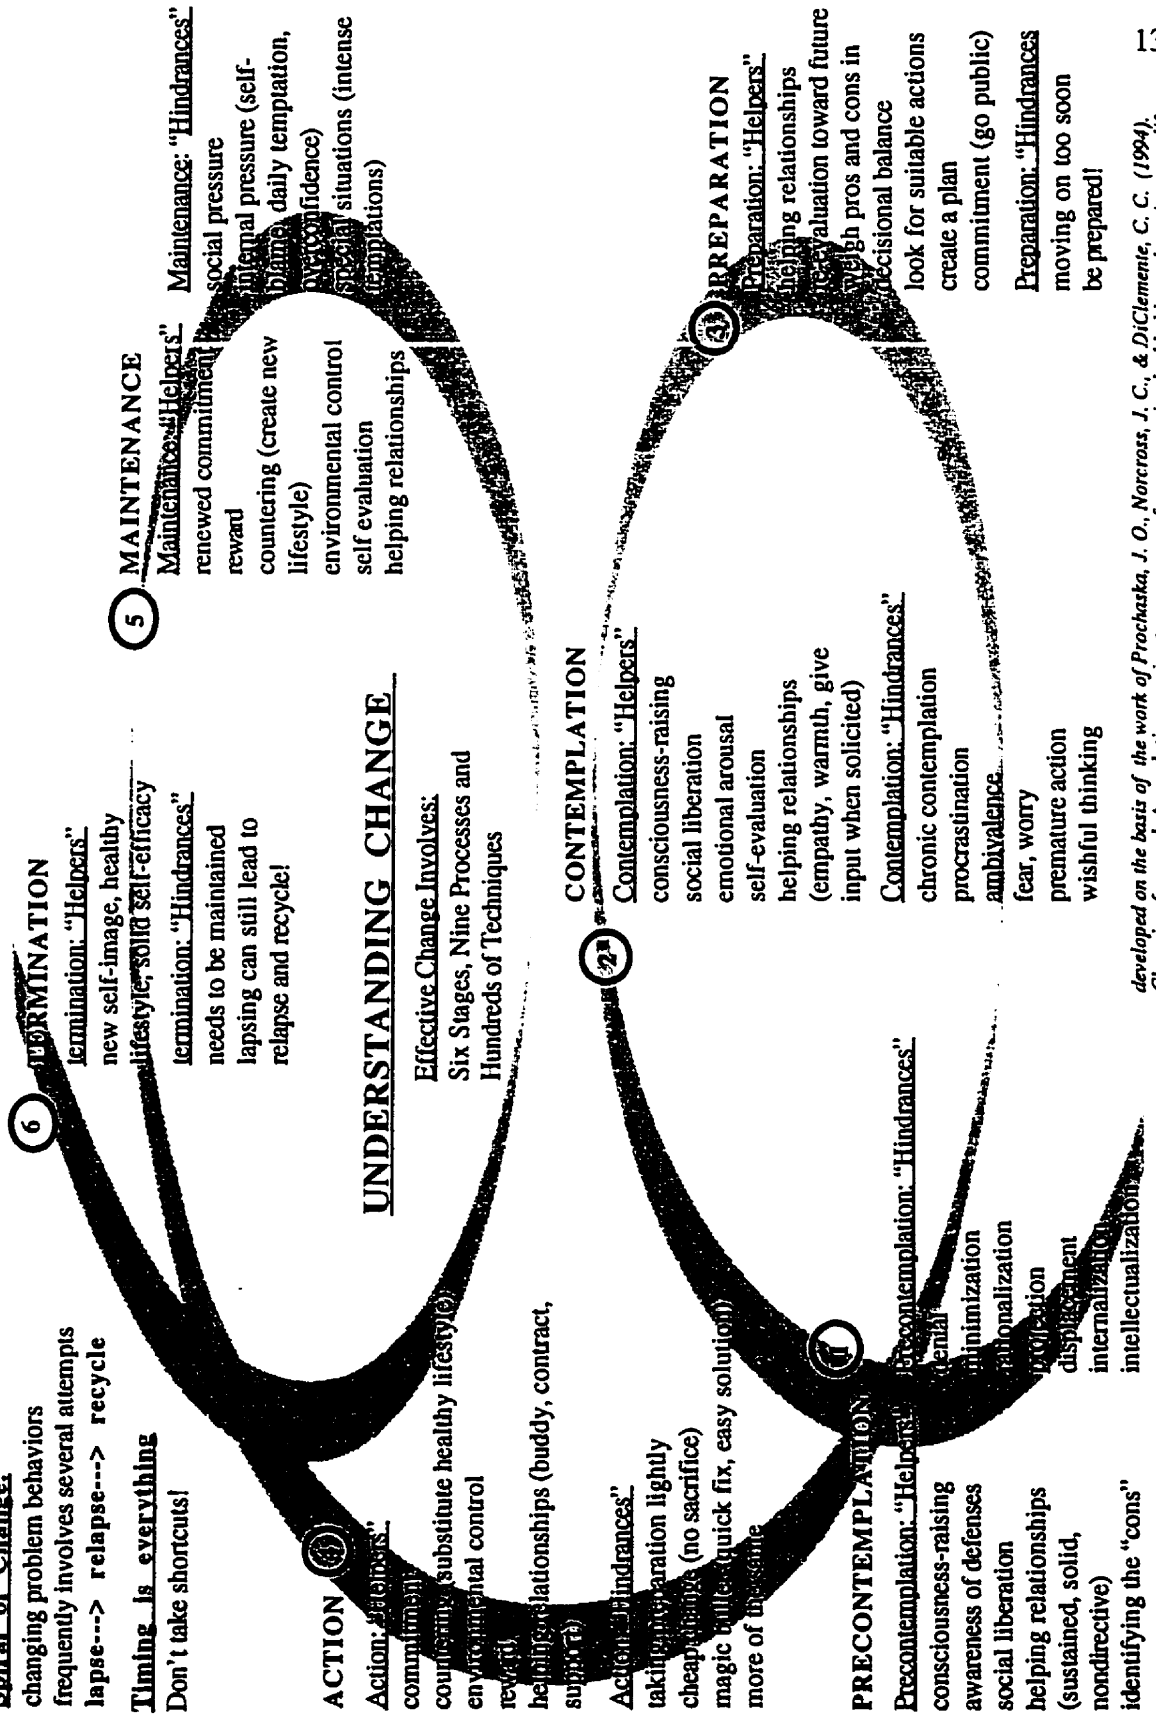 Spiral of Change:
changing problem behaviors
frequently involves several attempts
lapse---> relapse---> recycle
Timing is everything
Don't take shortcuts!
6
TERMINATION
termination: "Helpers"
new self-image, healthy
lifestyle, solid self-efficacy
termination: "Hindrances"
needs to be maintained
lapsing can still lead to
relapse and recycle!
5
MAINTENANCE
Maintenance: "Helpers"
renewed commitment
reward
countering (create new
lifestyle)
environmental control
self evaluation
helping relationships
Maintenance: "Hindrances"
social pressure
internal pressure (self-
blame, daily temptation,
overconfidence)
special situations (intense
temptations)
UNDERSTANDING CHANGE
Effective Change Involves:
Six Stages, Nine Processes and
Hundreds of Techniques
ACTION
Action: "Helpers"
commitment
countering (substitute healthy lifestyle)
environmental control
reward
helping relationships (buddy, contract,
support)
Action: "Hindrances"
taking preparation lightly
cheap change (no sacrifice)
magic bullet (quick fix, easy solution)
more of the same
2
CONTEMPLATION
Contemplation: "Helpers"
consciousness-raising
social liberation
emotional arousal
self-evaluation
helping relationships
(empathy, warmth, give
input when solicited)
Contemplation: "Hindrances"
chronic contemplation
procrastination
ambivalence
fear, worry
premature action
wishful thinking
3
PREPARATION
Preparation: "Helpers"
helping relationships
re-evaluation toward future
weigh pros and cons in
decisional balance
look for suitable actions
create a plan
commitment (go public)
Preparation: "Hindrances
moving on too soon
be prepared!
1
PRECONTEMPLATION
Precontemplation: "Helpers"
consciousness-raising
awareness of defenses
social liberation
helping relationships
(sustained, solid,
nondirective)
identifying the "cons"
Precontemplation: "Hindrances"
denial
minimization
rationalization
projection
displacement
internalization
intellectualization
developed on the basis of the work of Prochaska, J. O., Norcross, J. C., & DiClemente, C. C. (1994).
13